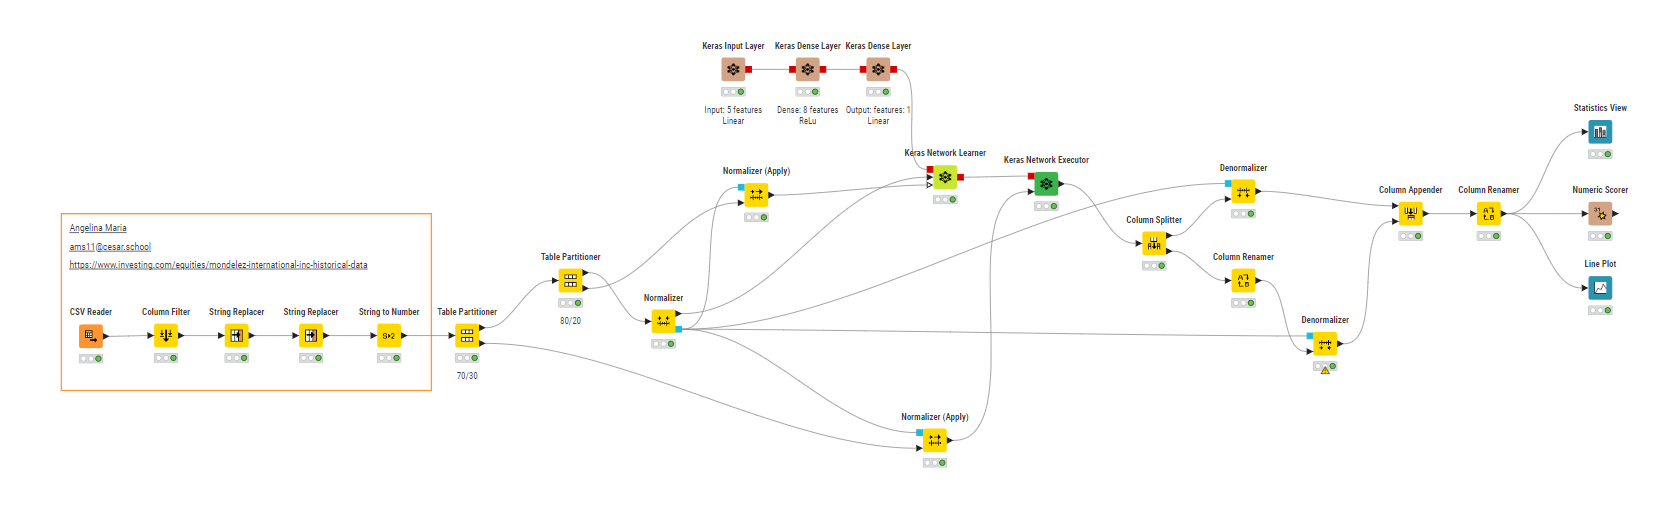 Keras Input Layer
Keras Dense Layer
Keras Dense Layer
Input: 5 features
Linear
Dense: 8 features
ReLu
Output: features: 1
Linear
Statistics View
Keras Network Learner
Keras Network Executor
Normalizer (Apply)
Denormalizer
Column Appender
Column Renamer
Numeric Scorer
Angelina Maria
ams11@cesar.school
https://www.investing.com/equities/mondelez-international-inc-historical-data
Column Splitter
Table Partitioner
Column Renamer
Line Plot
80/20
Normalizer
CSV Reader
Column Filter
String Replacer
String Replacer
String to Number
Table Partitioner
Denormalizer
70/30
Normalizer (Apply)